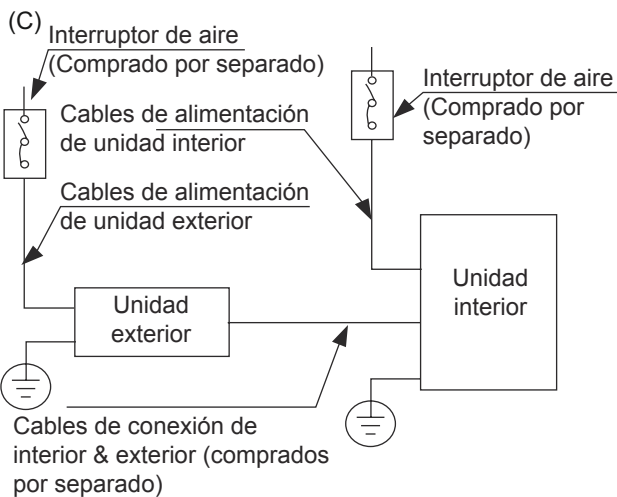 (C)
Interruptor de aire
(Comprado por separado)
Cables de alimentación
de unidad interior
Cables de alimentación
de unidad exterior
Interruptor de aire
(Comprado por
separado)
Unidad
exterior
Unidad
interior
Cables de conexión de
interior & exterior (comprados
por separado)